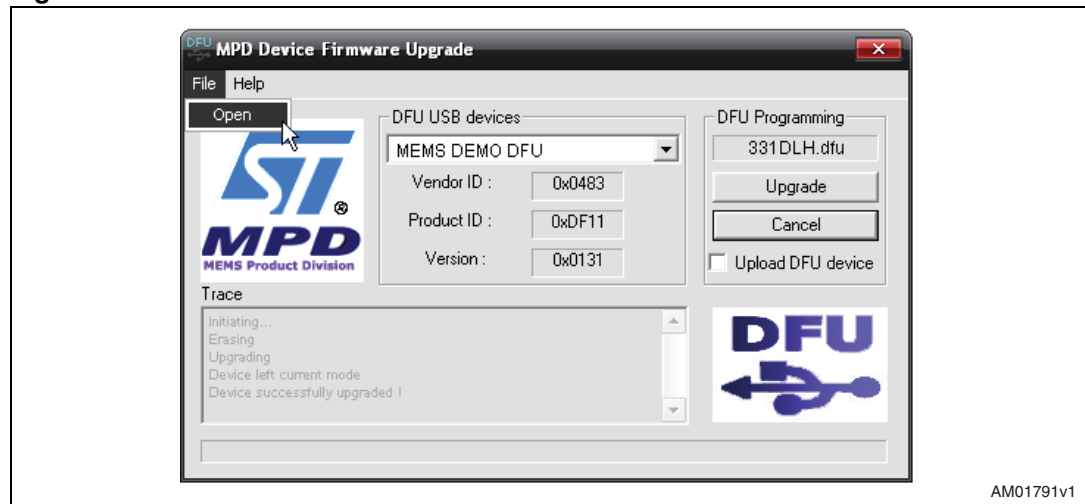 DFU MPD Device Firmware Upgrade
File Help
Open
DFU USB devices
MEMS DEMO DFU
Vendor ID : 0x0483
Product ID : 0xDF11
Version : 0x0131
DFU Programming
331DLH.dfu
Upgrade
Cancel
Upload DFU device
ST ®
MPD
MEMS Product Division
Trace
Initiating...
Erasing
Upgrading
Device left current mode
Device successfully upgraded !
DFU
AM01791v1